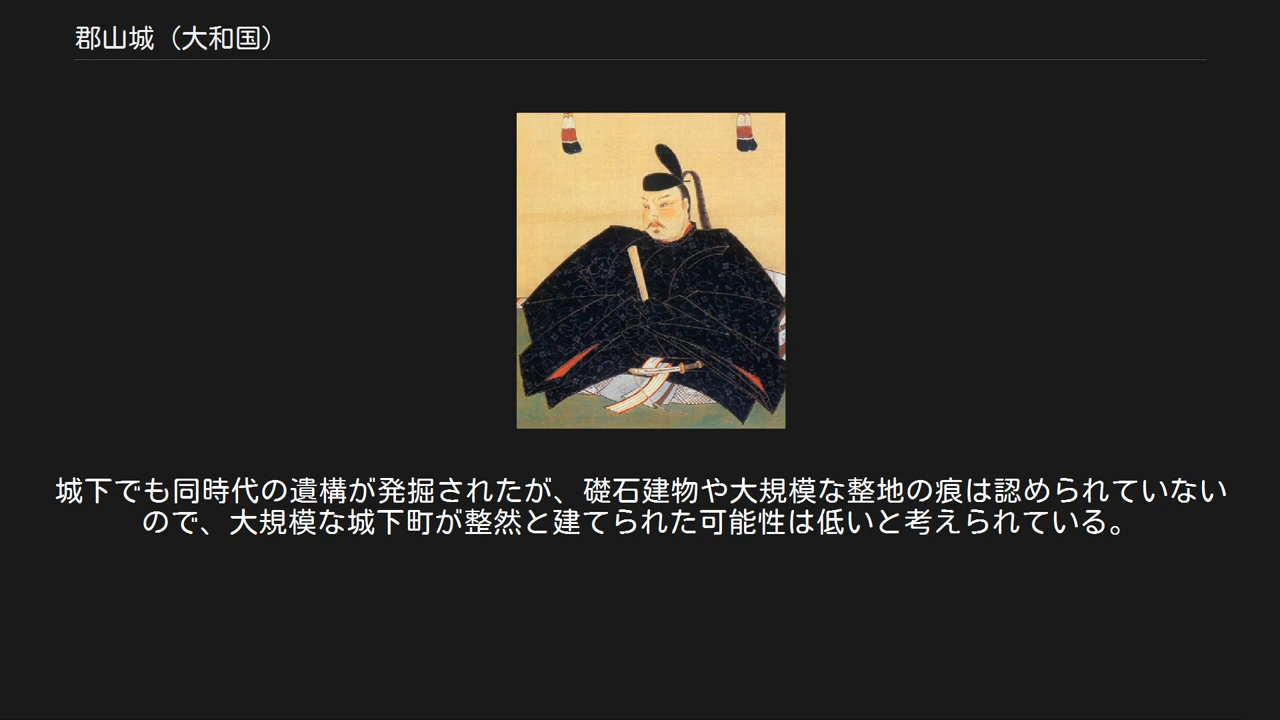 郡山城（大和国）
城下でも同時代の遺構が発掘されたが、礎石建物や大規模な整地の痕は認められていない
ので、大規模な城下町が整然と建てられた可能性は低いと考えられている。